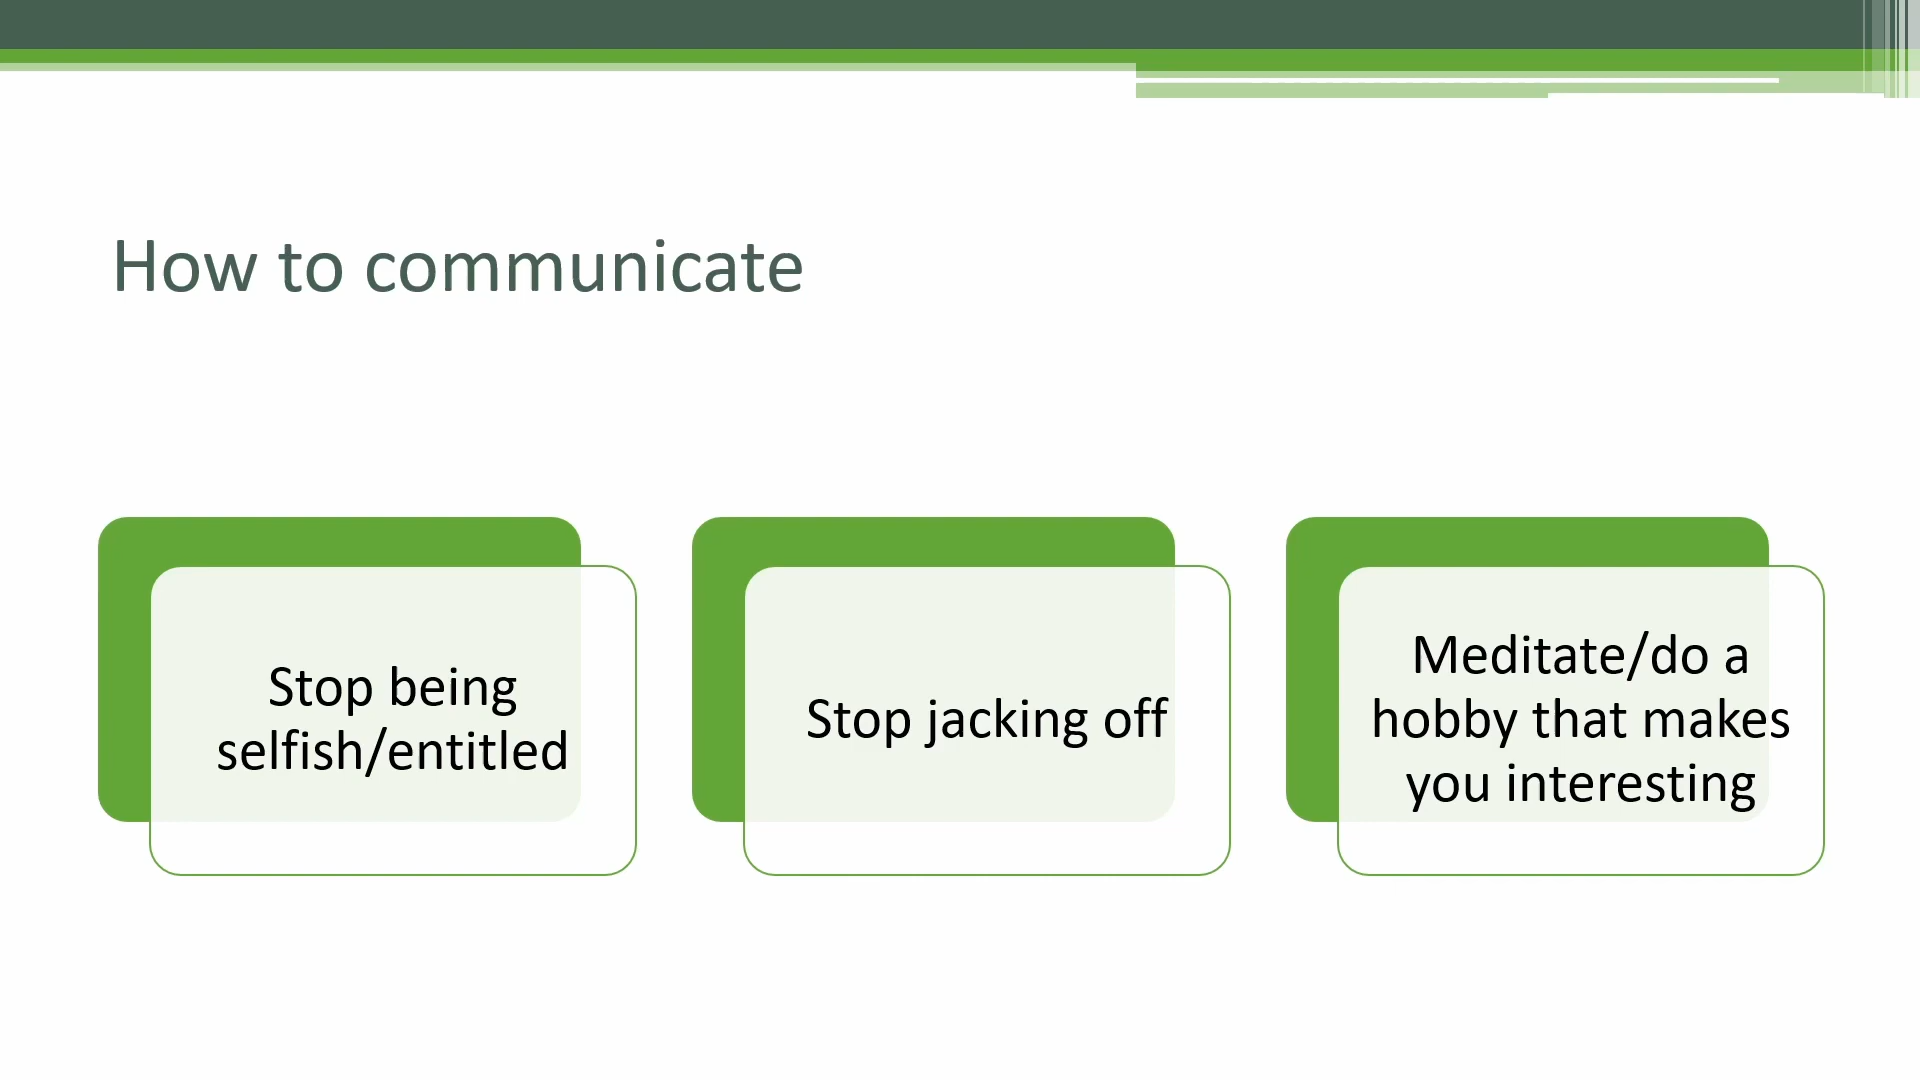 How to communicate
Stop being
selfish/entitled
Stop jacking off
Meditate/do a
hobby that makes
you interesting